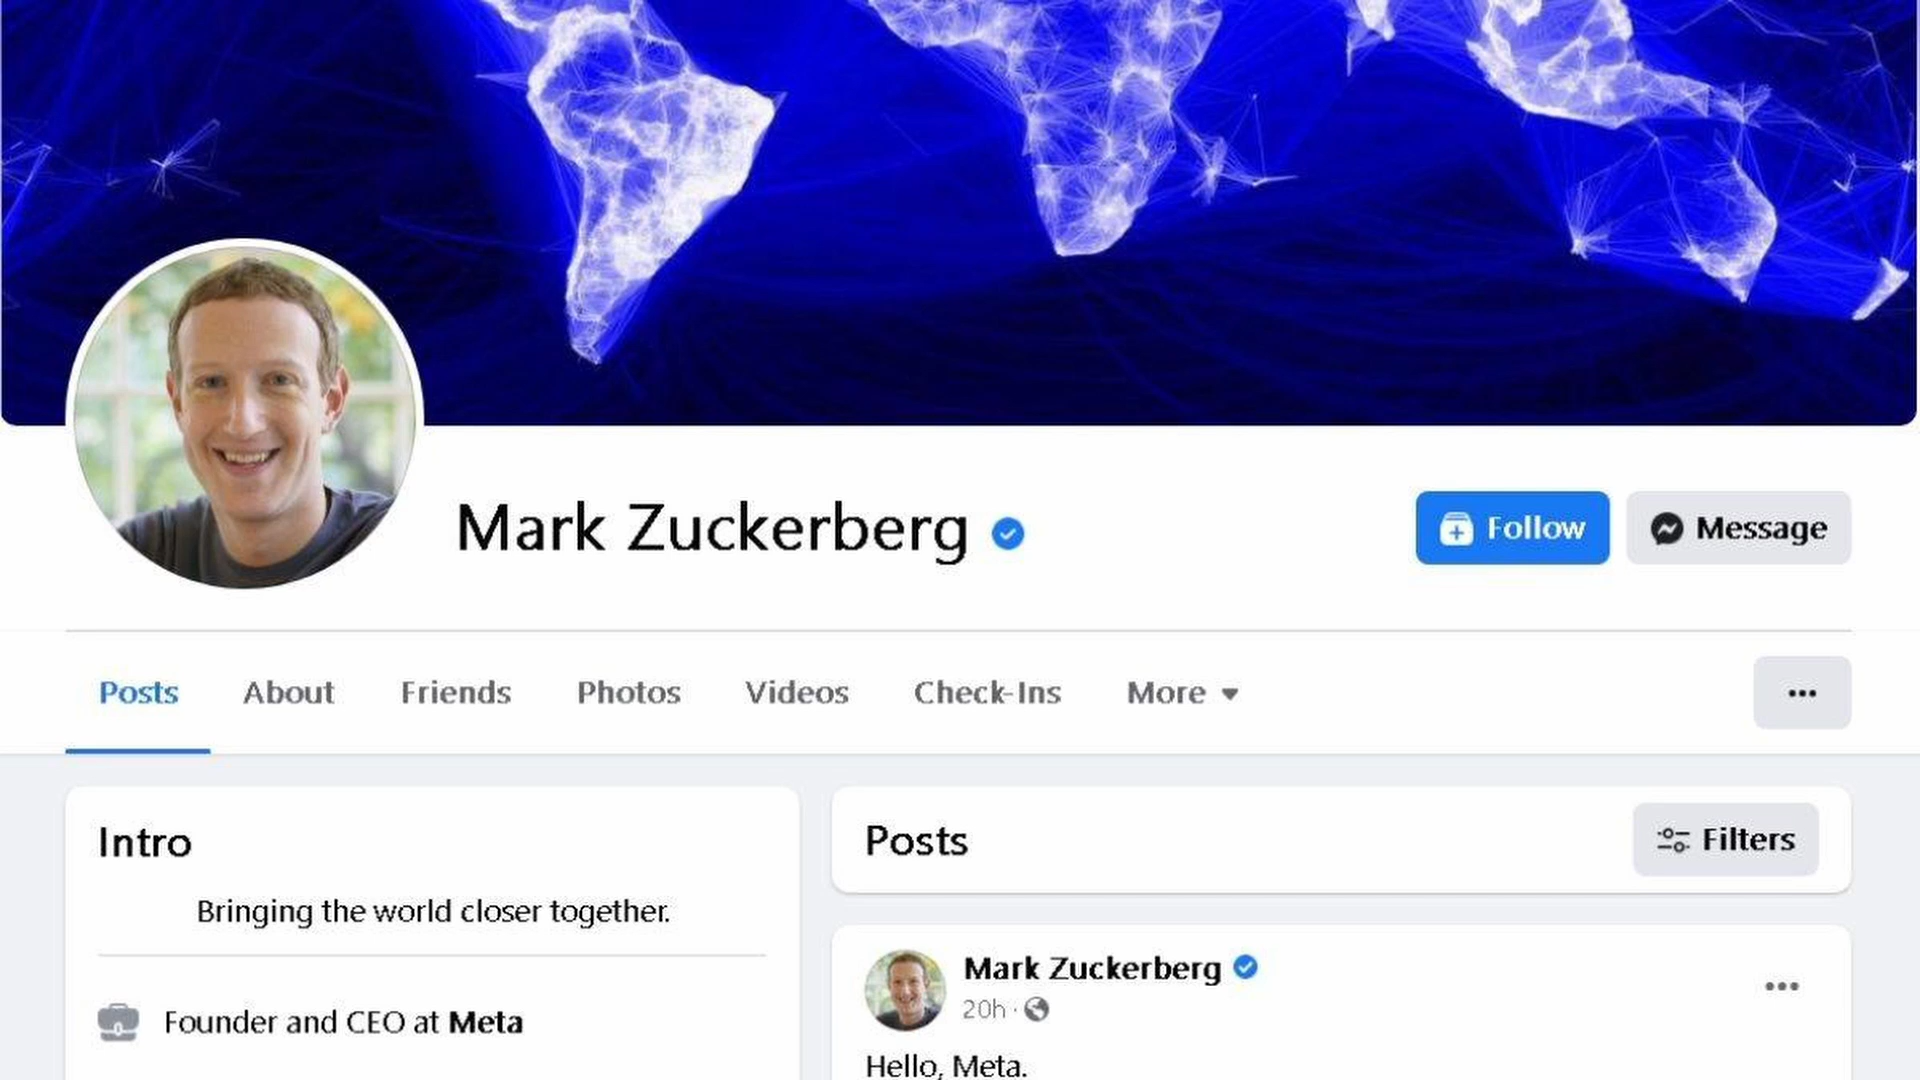 Mark Zuckerberg
Follow
Message
Posts About Friends Photos Videos Check-Ins More
Intro
Bringing the world closer together.
Founder and CEO at Meta
Posts
Filters
Mark Zuckerberg
20h ·
Hello, Meta.